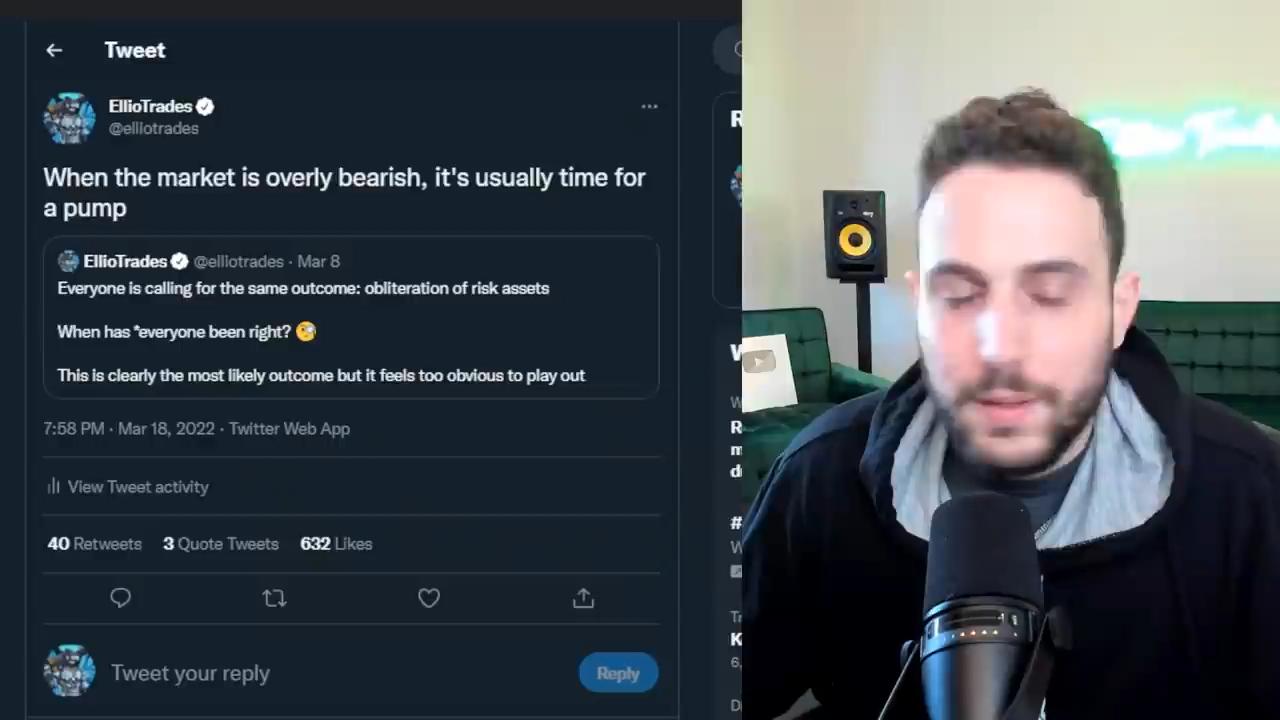 Tweet
EllioTrades
@elliotrades
When the market is overly bearish, it's usually time for
a pump
EllioTrades @elliotrades · Mar 8
Everyone is calling for the same outcome: obliteration of risk assets
When has *everyone been right? 🧐
This is clearly the most likely outcome but it feels too obvious to play out
7:58 PM · Mar 18, 2022 · Twitter Web App
View Tweet activity
40 Retweets 3 Quote Tweets 632 Likes
Tweet your reply
Reply